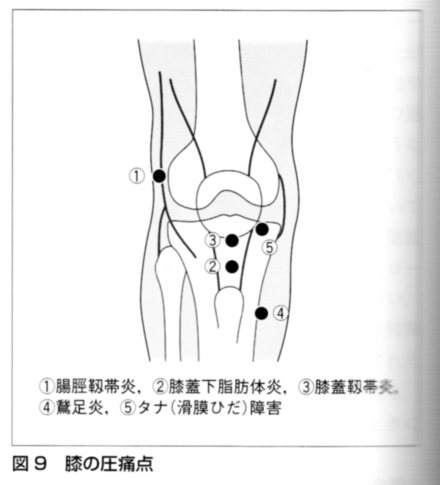 ①
③
⑤
②
④
①腸脛靱帯炎，②膝蓋下脂肪体炎，③膝蓋靱帯炎，
④鵞足炎，⑤タナ（滑膜ひだ）障害
図9　膝の圧痛点